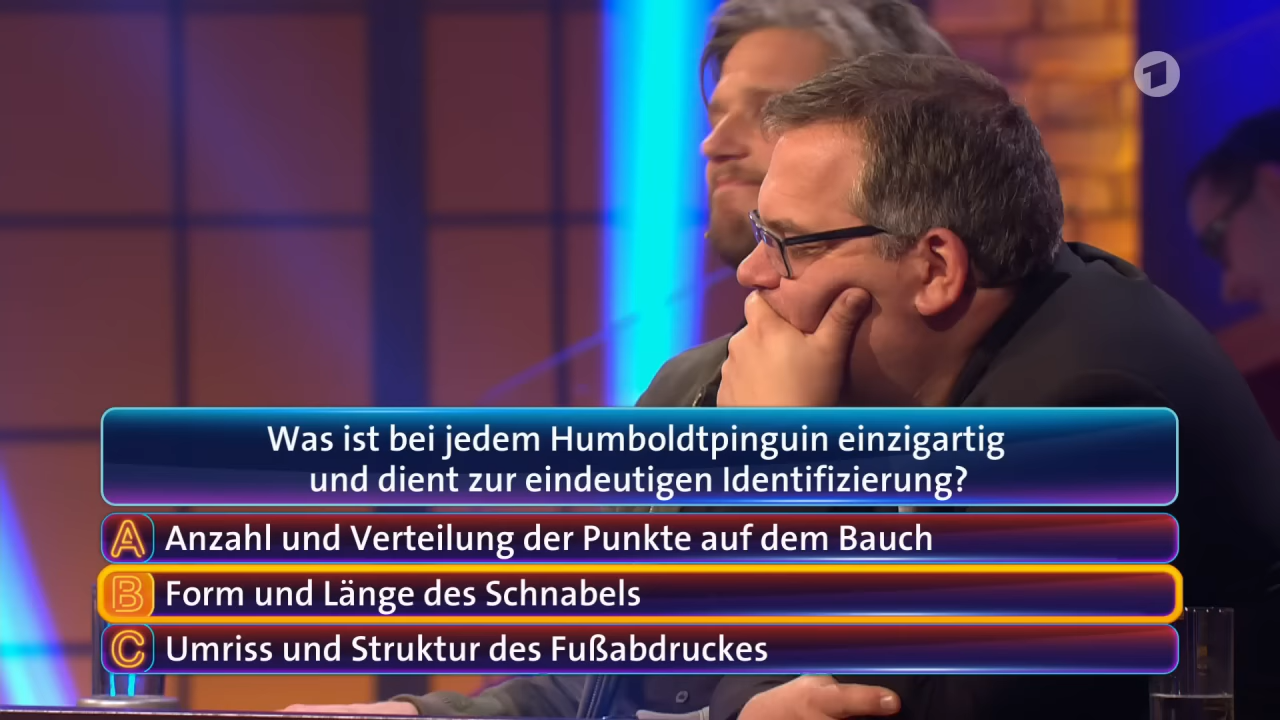 1
Was ist bei jedem Humboldtpinguin einzigartig
und dient zur eindeutigen Identifizierung?
A Anzahl und Verteilung der Punkte auf dem Bauch
B Form und Länge des Schnabels
C Umriss und Struktur des Fußabdruckes